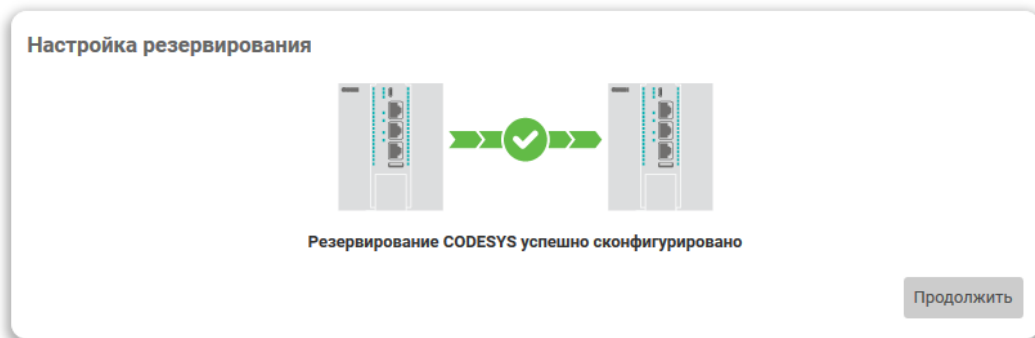 Настройка резервирования
Резервирование CODESYS успешно сконфигурировано
Продолжить